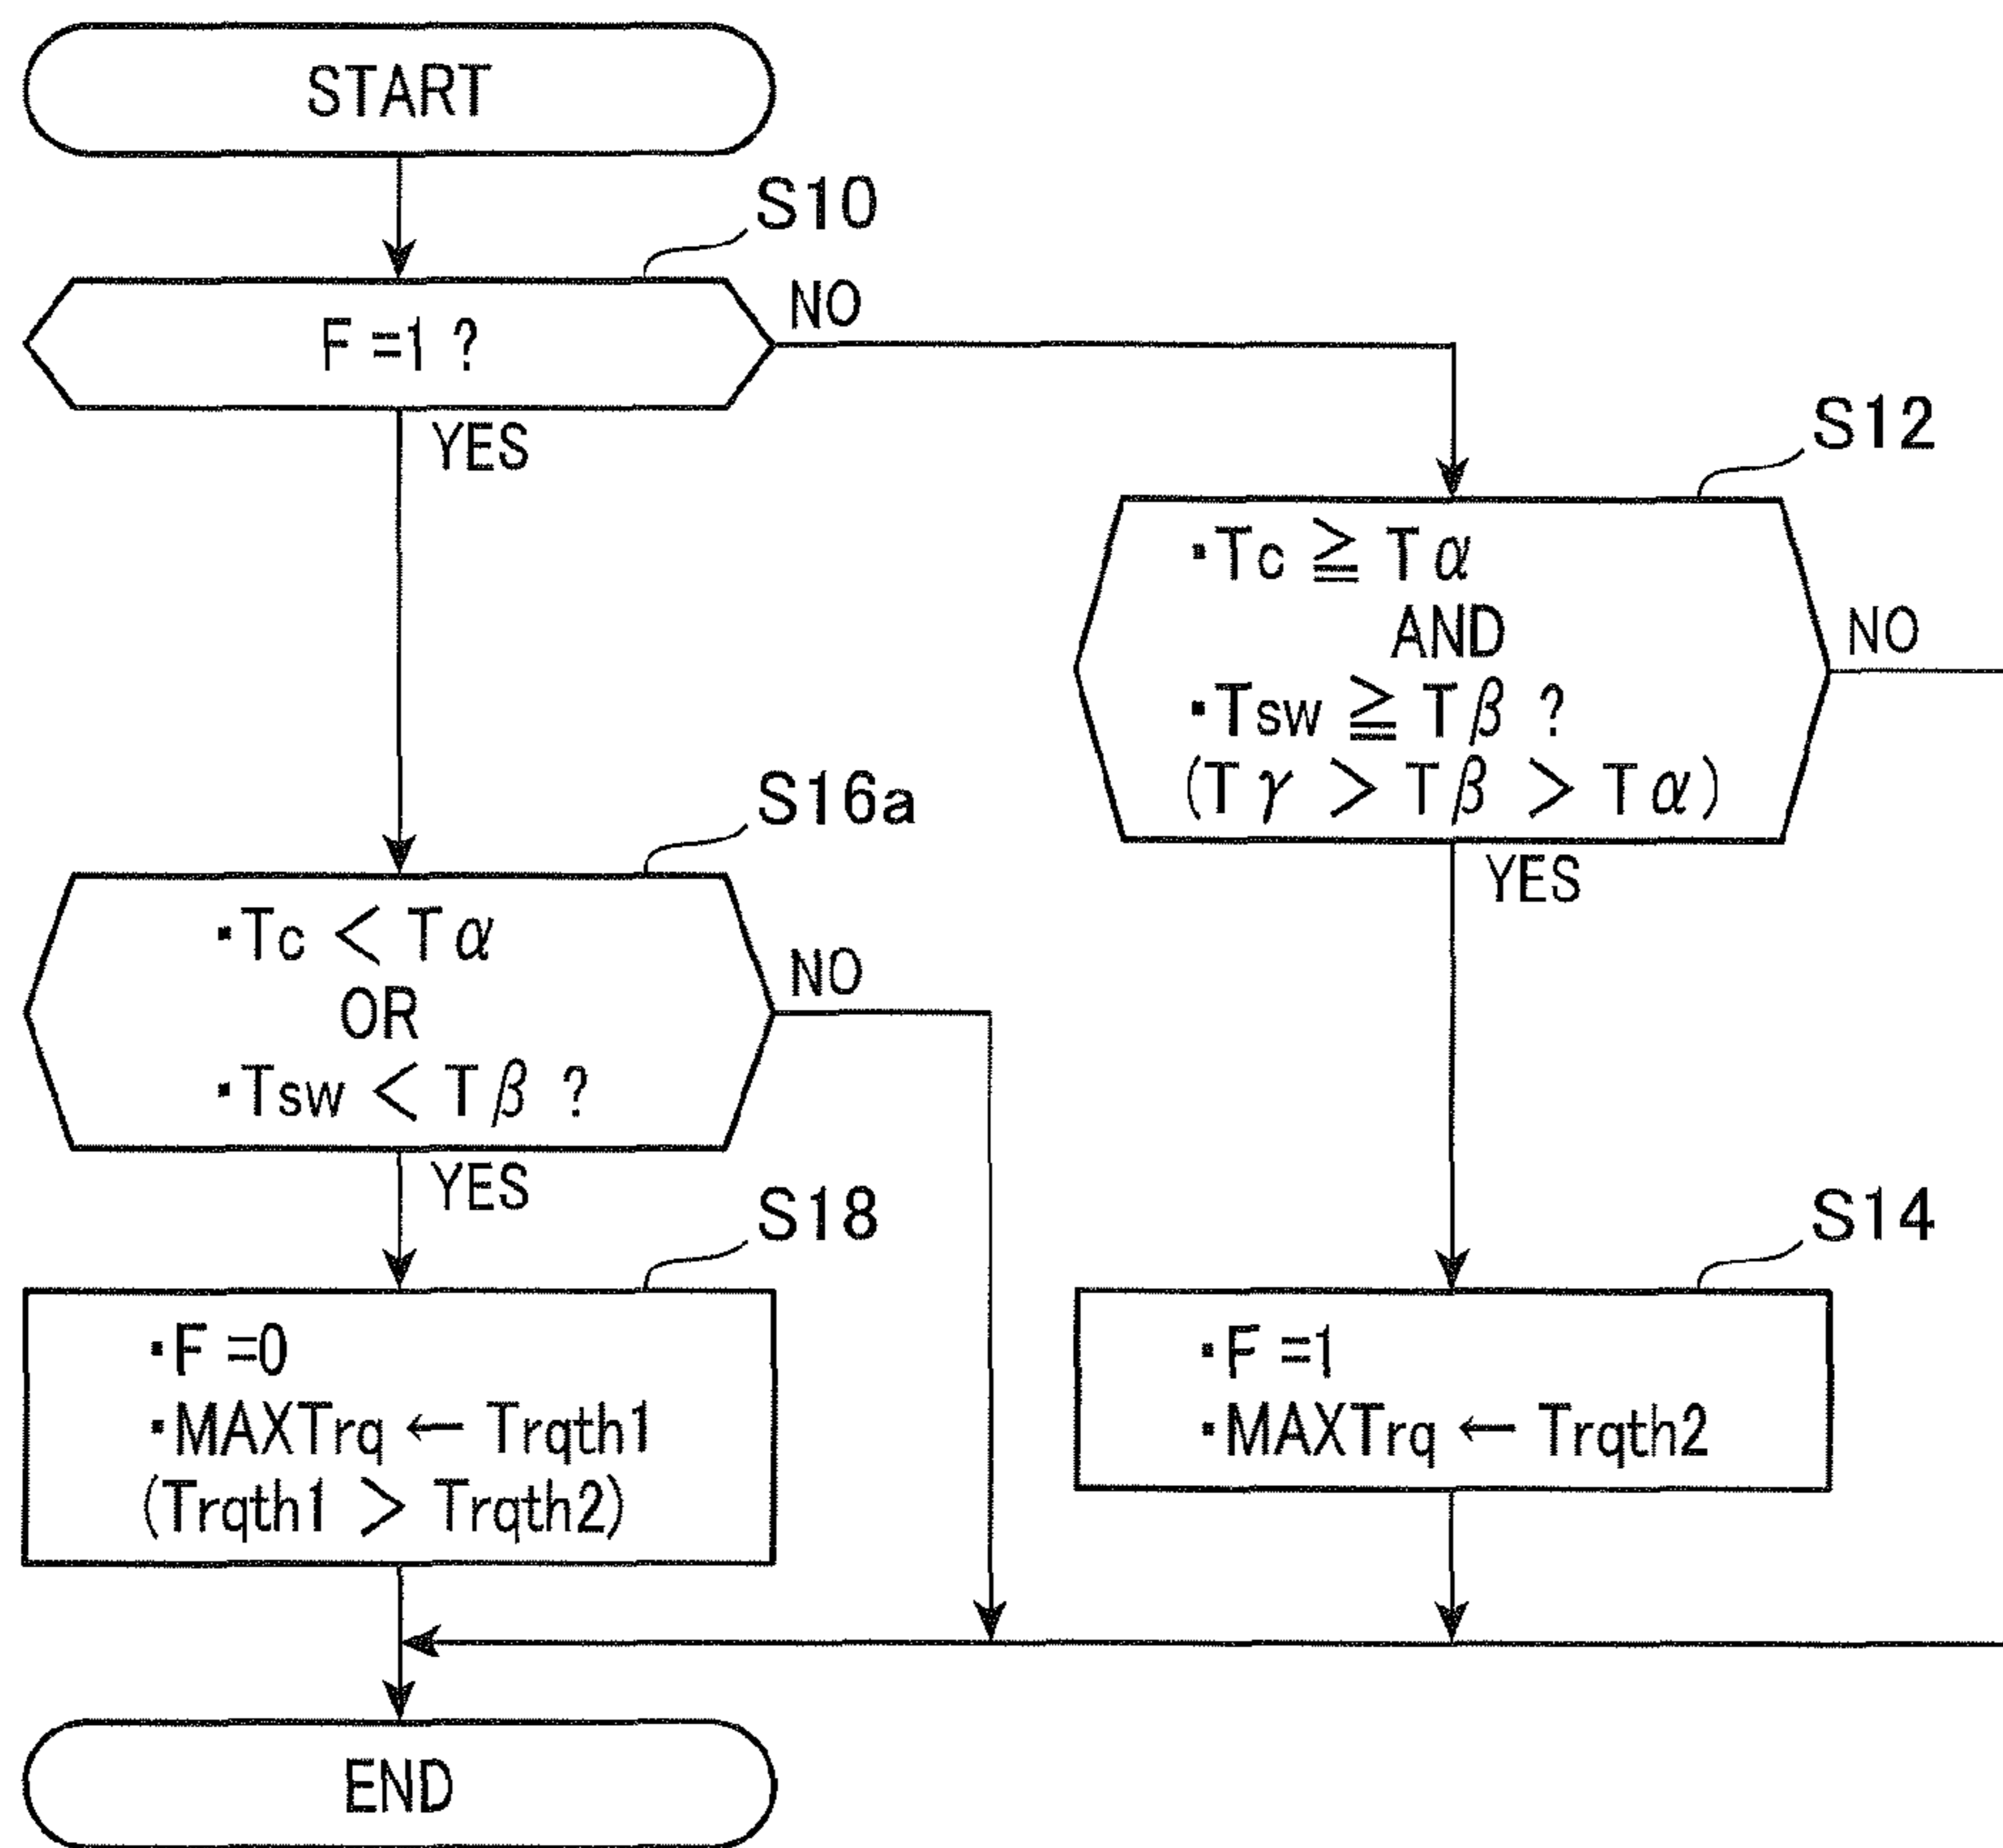 START
S10
F=1 ?
NO
YES
S12
・Tc ≧ Tα
AND
・Tsw ≧ Tβ ?
(Tγ > Tβ > Tα)
NO
YES
S16a
・Tc < Tα
OR
・Tsw < Tβ ?
NO
YES
S18
・F=0
・MAXTrq ← Trqth1
(Trqth1 > Trqth2)
S14
・F=1
・MAXTrq ← Trqth2
END